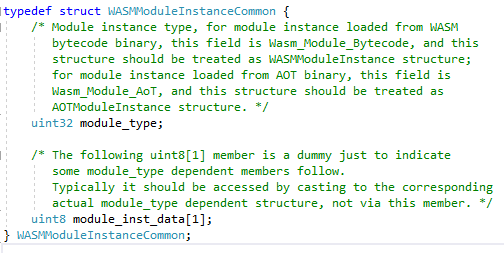 typedef struct WASMModuleInstanceCommon {
/* Module instance type, for module instance loaded from WASM
bytecode binary, this field is Wasm_Module_Bytecode, and this
structure should be treated as WASMModuleInstance structure;
for module instance loaded from AOT binary, this field is
Wasm_Module_AoT, and this structure should be treated as
AOTModuleInstance structure. */
uint32 module_type;
/* The following uint8[1] member is a dummy just to indicate
some module_type dependent members follow.
Typically it should be accessed by casting to the corresponding
actual module_type dependent structure, not via this member. */
uint8 module_inst_data[1];
} WASMModuleInstanceCommon;